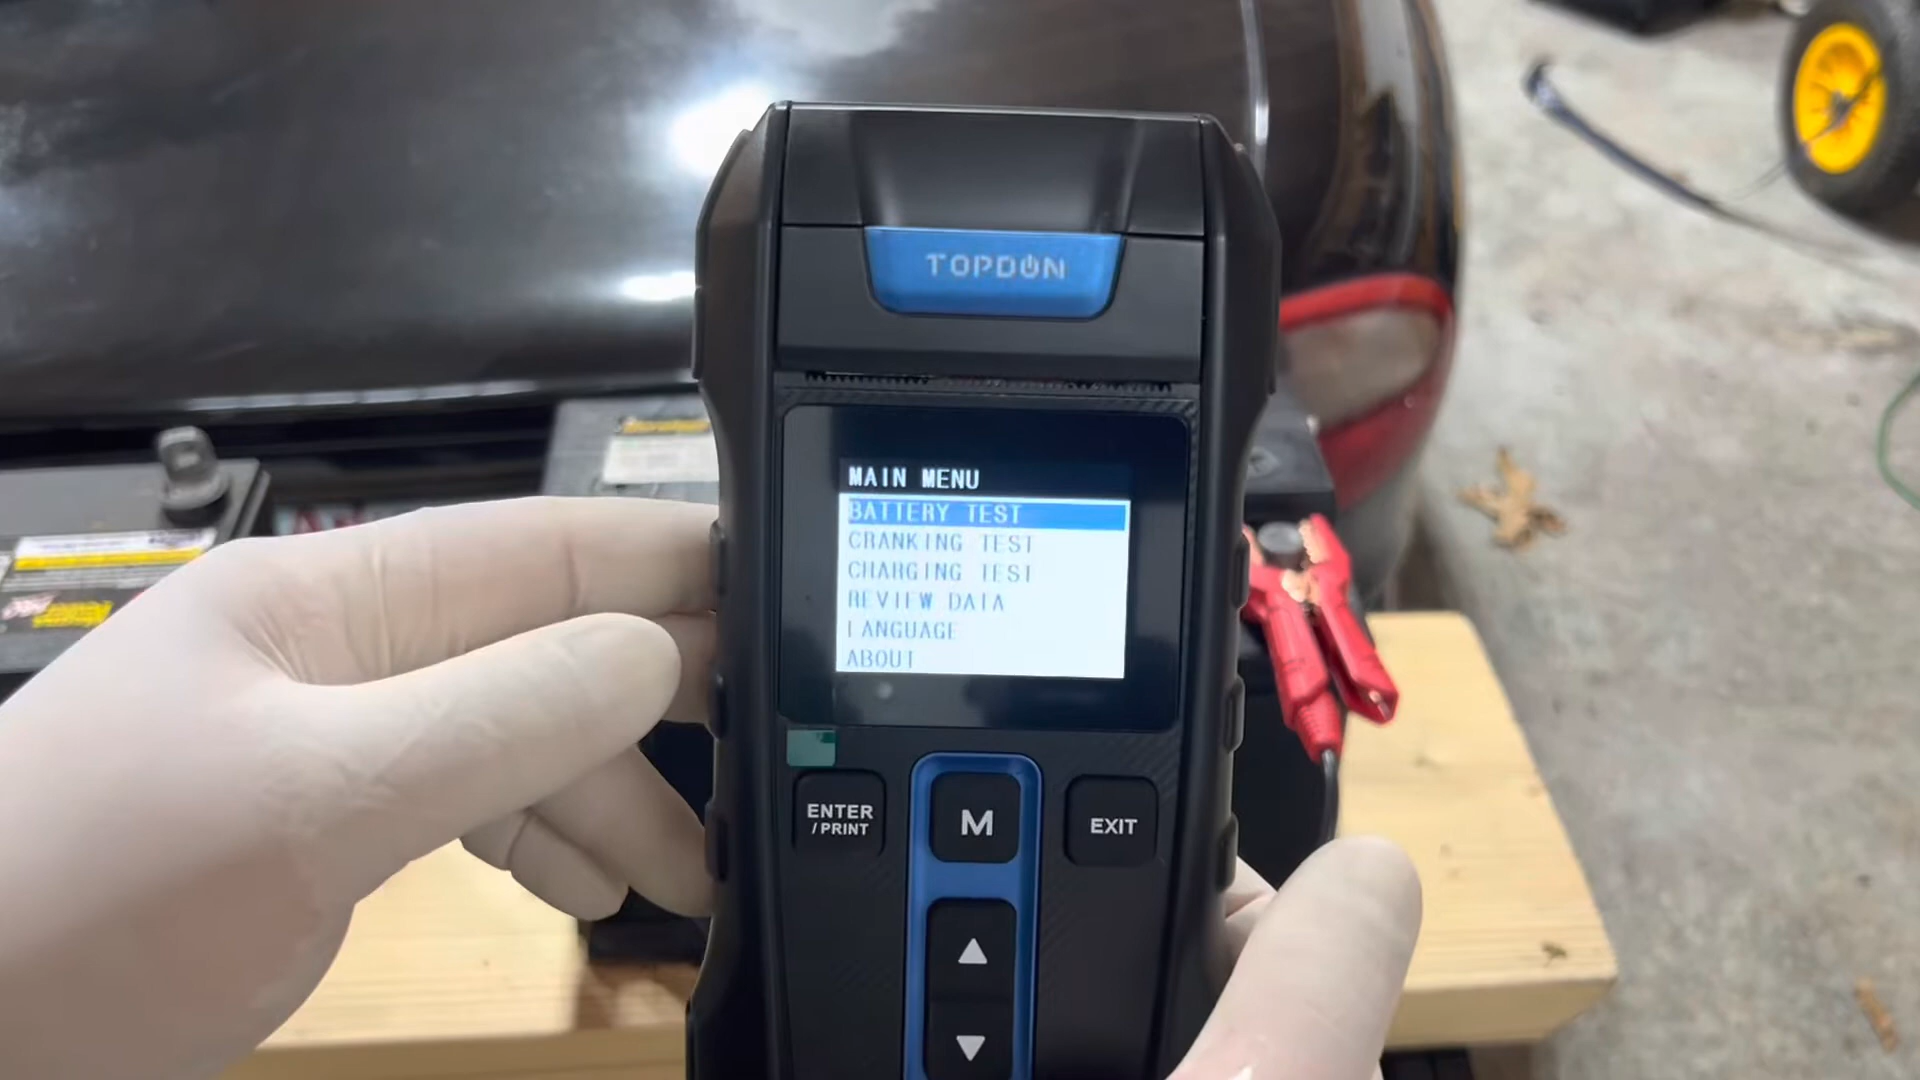 TOPDON
MAIN MENU
BATTERY TEST
CRANKING TEST
CHARGING TEST
REVIEW DATA
LANGUAGE
ABOUT
ENTER
/ PRINT
M
EXIT